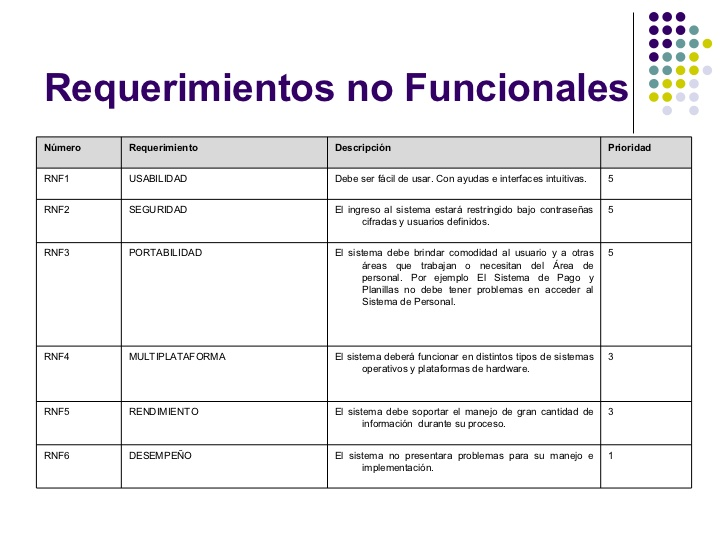 Requerimientos no Funcionales
Número Requerimiento Descripción Prioridad
RNF1 USABILIDAD Debe ser fácil de usar. Con ayudas e interfaces intuitivas. 5
RNF2 SEGURIDAD El ingreso al sistema estará restringido bajo contraseñas 5
cifradas y usuarios definidos.
RNF3 PORTABILIDAD El sistema debe brindar comodidad al usuario y a otras 5
áreas que trabajan o necesitan del Área de
personal. Por ejemplo El Sistema de Pago y
Planillas no debe tener problemas en acceder al
Sistema de Personal.
RNF4 MULTIPLATAFORMA El sistema deberá funcionar en distintos tipos de sistemas 3
operativos y plataformas de hardware.
RNF5 RENDIMIENTO El sistema debe soportar el manejo de gran cantidad de 3
información durante su proceso.
RNF6 DESEMPEÑO El sistema no presentara problemas para su manejo e 1
implementación.